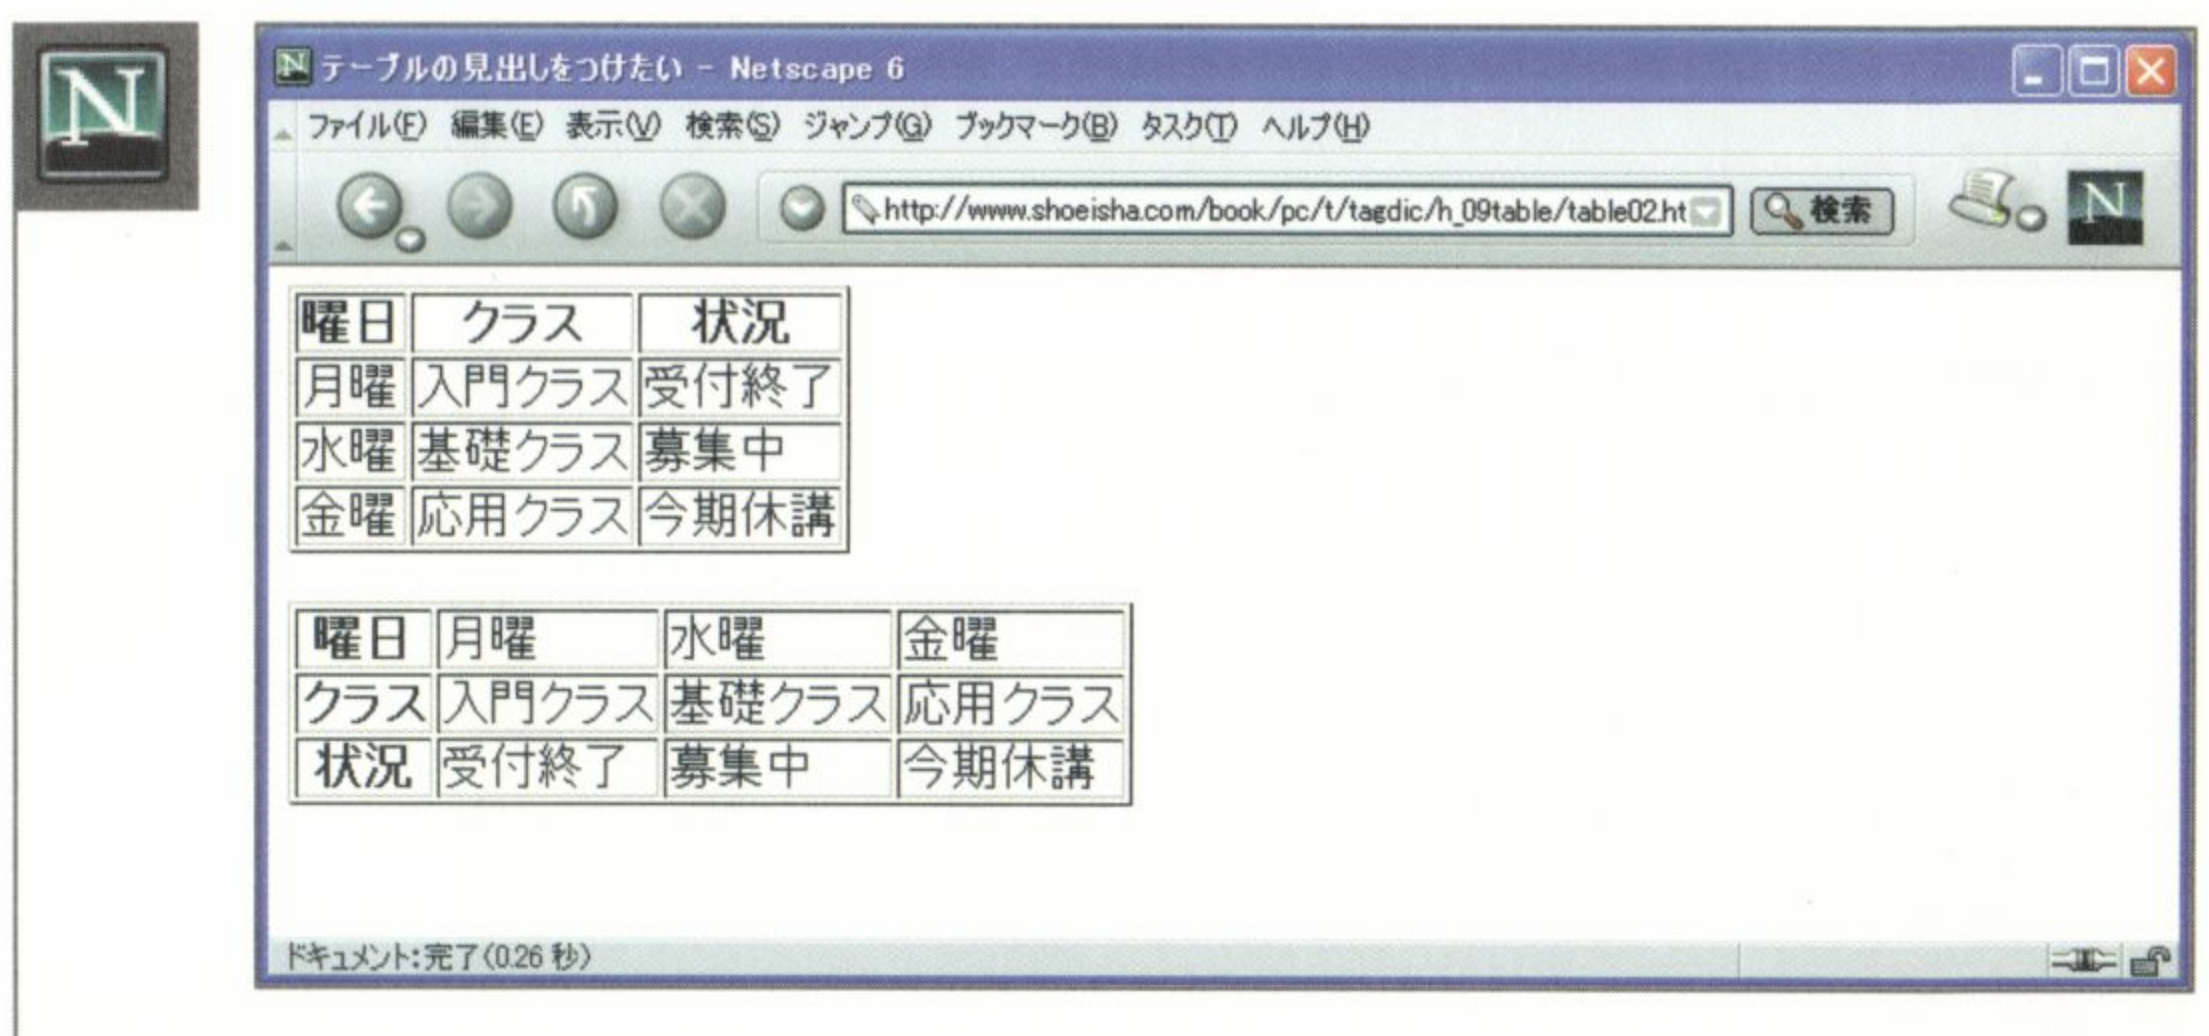 N
テーブルの見出しをつけたい - Netscape 6
ファイル(F) 編集(E) 表示(V) 検索(S) ジャンプ(G) ブックマーク(B) タスク(T) ヘルプ(H)
http://www.shoeisha.com/book/pc/t/tagdic/h_09table/table02.ht 検索 N
曜日 クラス 状況
月曜 入門クラス 受付終了
水曜 基礎クラス 募集中
金曜 応用クラス 今期休講
曜日 月曜 水曜 金曜
クラス 入門クラス 基礎クラス 応用クラス
状況 受付終了 募集中 今期休講
ドキュメント:完了(0.26 秒)